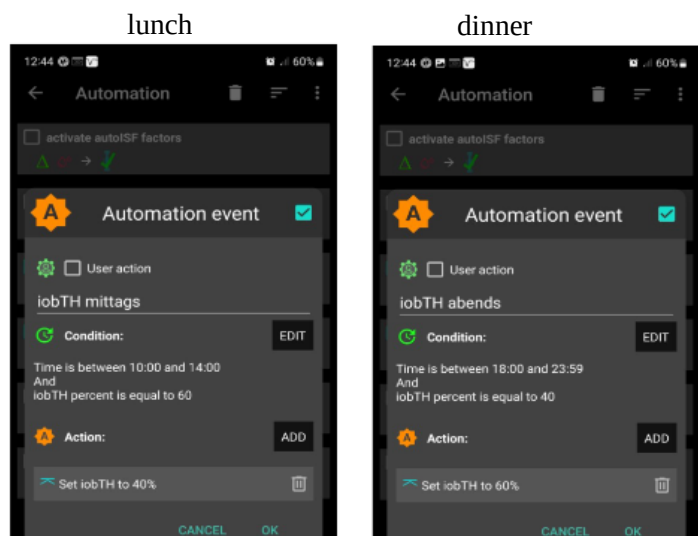 lunch
12:44 60%
Automation
activate autoISF factors
A Automation event
User action
iobTH mittags
Condition: EDIT
Time is between 10:00 and 14:00
And
iobTH percent is equal to 60
A Action: ADD
Set iobTH to 40%
CANCEL OK
dinner
12:44 60%
Automation
activate autoISF factors
A Automation event
User action
iobTH abends
Condition: EDIT
Time is between 18:00 and 23:59
And
iobTH percent is equal to 40
A Action: ADD
Set iobTH to 60%
CANCEL OK